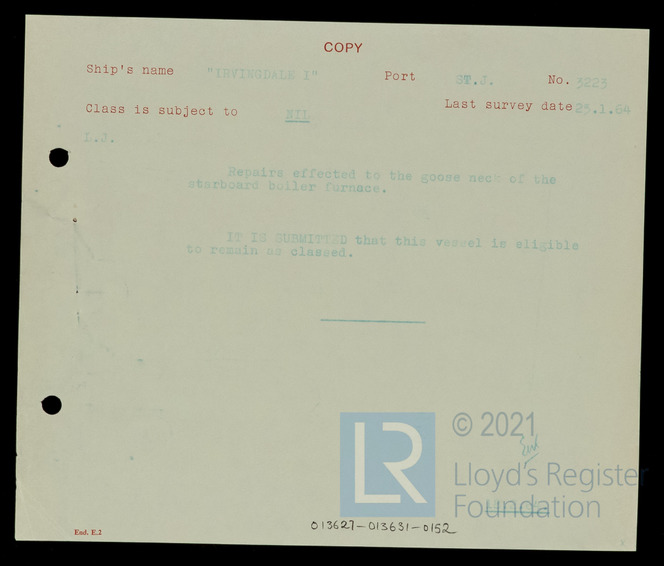 COPY
Ship's name "IRVINGDALE I" Port ST.J. No. 3223
Class is subject to NIL Last survey date 23.1.64
L.J.
Repairs effected to the goose neck of the
starboard boiler furnace.
IT IS SUBMITTED that this vessel is eligible
to remain as classed.
LR
© 2021
Lloyd's Register
Foundation
End. E.2
013627-013631-0152